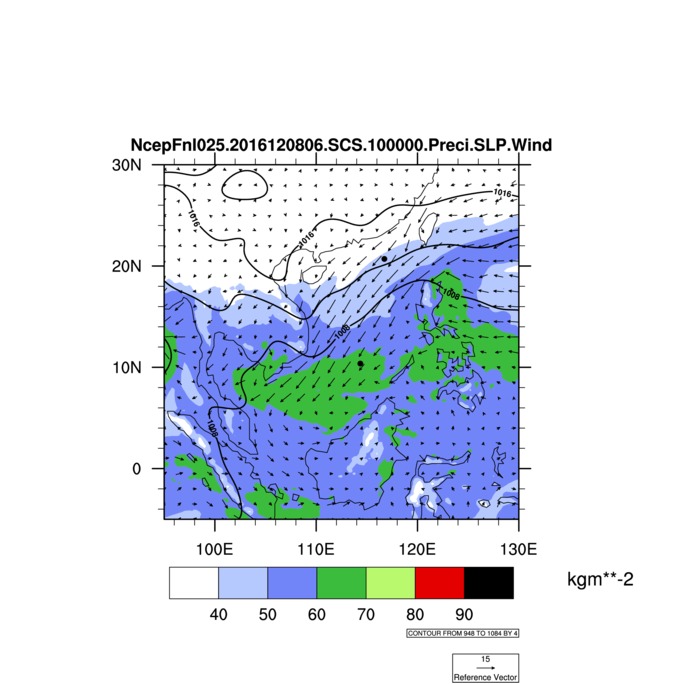 NcepFnl025.2016120806.SCS.100000.Preci.SLP.Wind
30N
1016
1016
1016
20N
1008
1008
10N
1008
0
100E 110E 120E 130E
40 50 60 70 80 90
kgm**-2
CONTOUR FROM 948 TO 1084 BY 4
15
Reference Vector